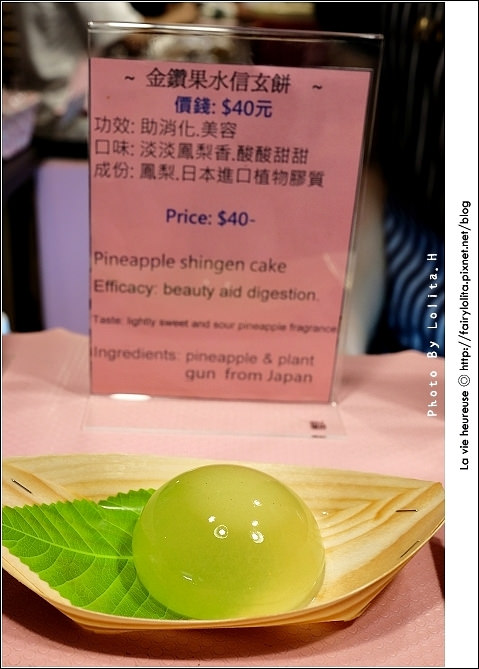 ~ 金鑽果水信玄餅 ~
價錢: $40元
功效: 助消化.美容
口味: 淡淡鳳梨香.酸酸甜甜
成份: 鳳梨.日本進口植物膠質
Price: $40-
Pineapple shingen cake
Efficacy: beauty aid digestion.
Taste: lightly sweet and sour pineapple fragrance
Ingredients: pineapple & plant
gun from Japan
Photo By Lolita.H
La vie heureuse © http://fairylolita.pixnet.net/blog